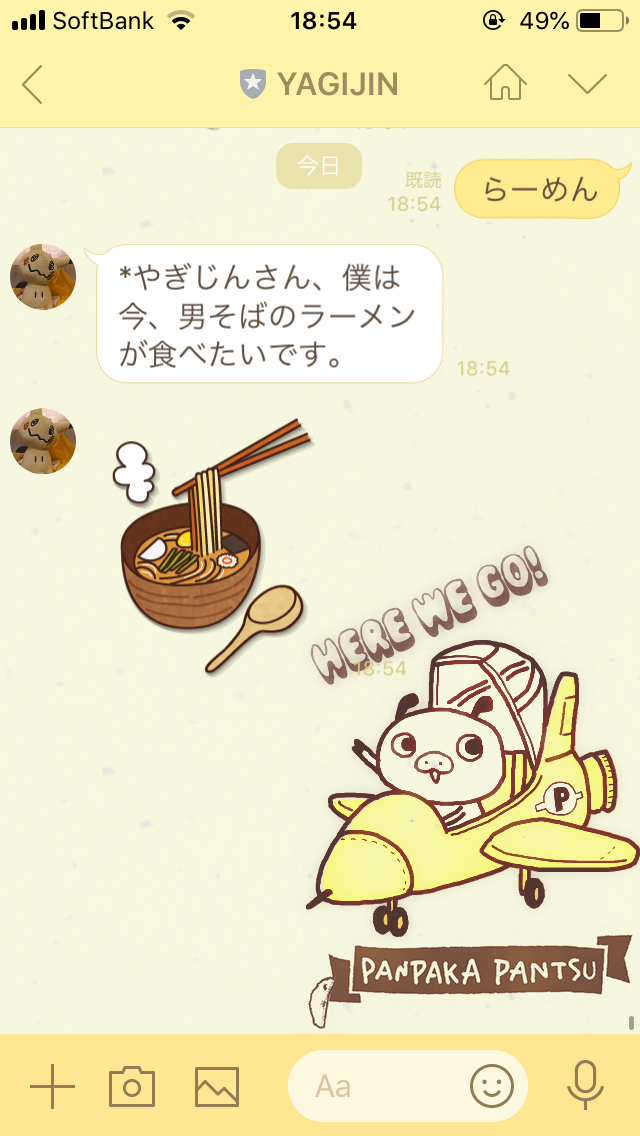 SoftBank 18:54 49%
YAGIJIN
今日
既読
18:54
らーめん
*やぎじんさん、僕は
今、男そばのラーメン
が食べたいです。
18:54
HERE WE GO!
18:54
P
PANPAKA PANTSU
Aa